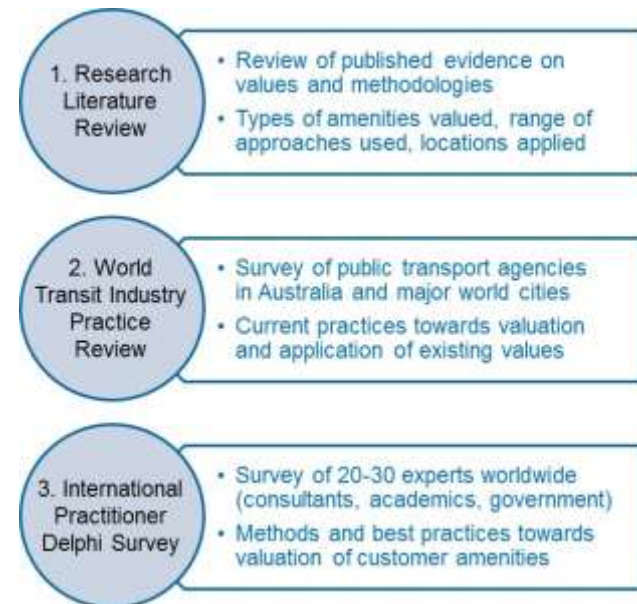 1. Research
Literature
Review
• Review of published evidence on
values and methodologies
• Types of amenities valued, range of
approaches used, locations applied
2. World
Transit Industry
Practice
Review
• Survey of public transport agencies
in Australia and major world cities
• Current practices towards valuation
and application of existing values
3. International
Practitioner
Delphi Survey
• Survey of 20-30 experts worldwide
(consultants, academics, government)
• Methods and best practices towards
valuation of customer amenities